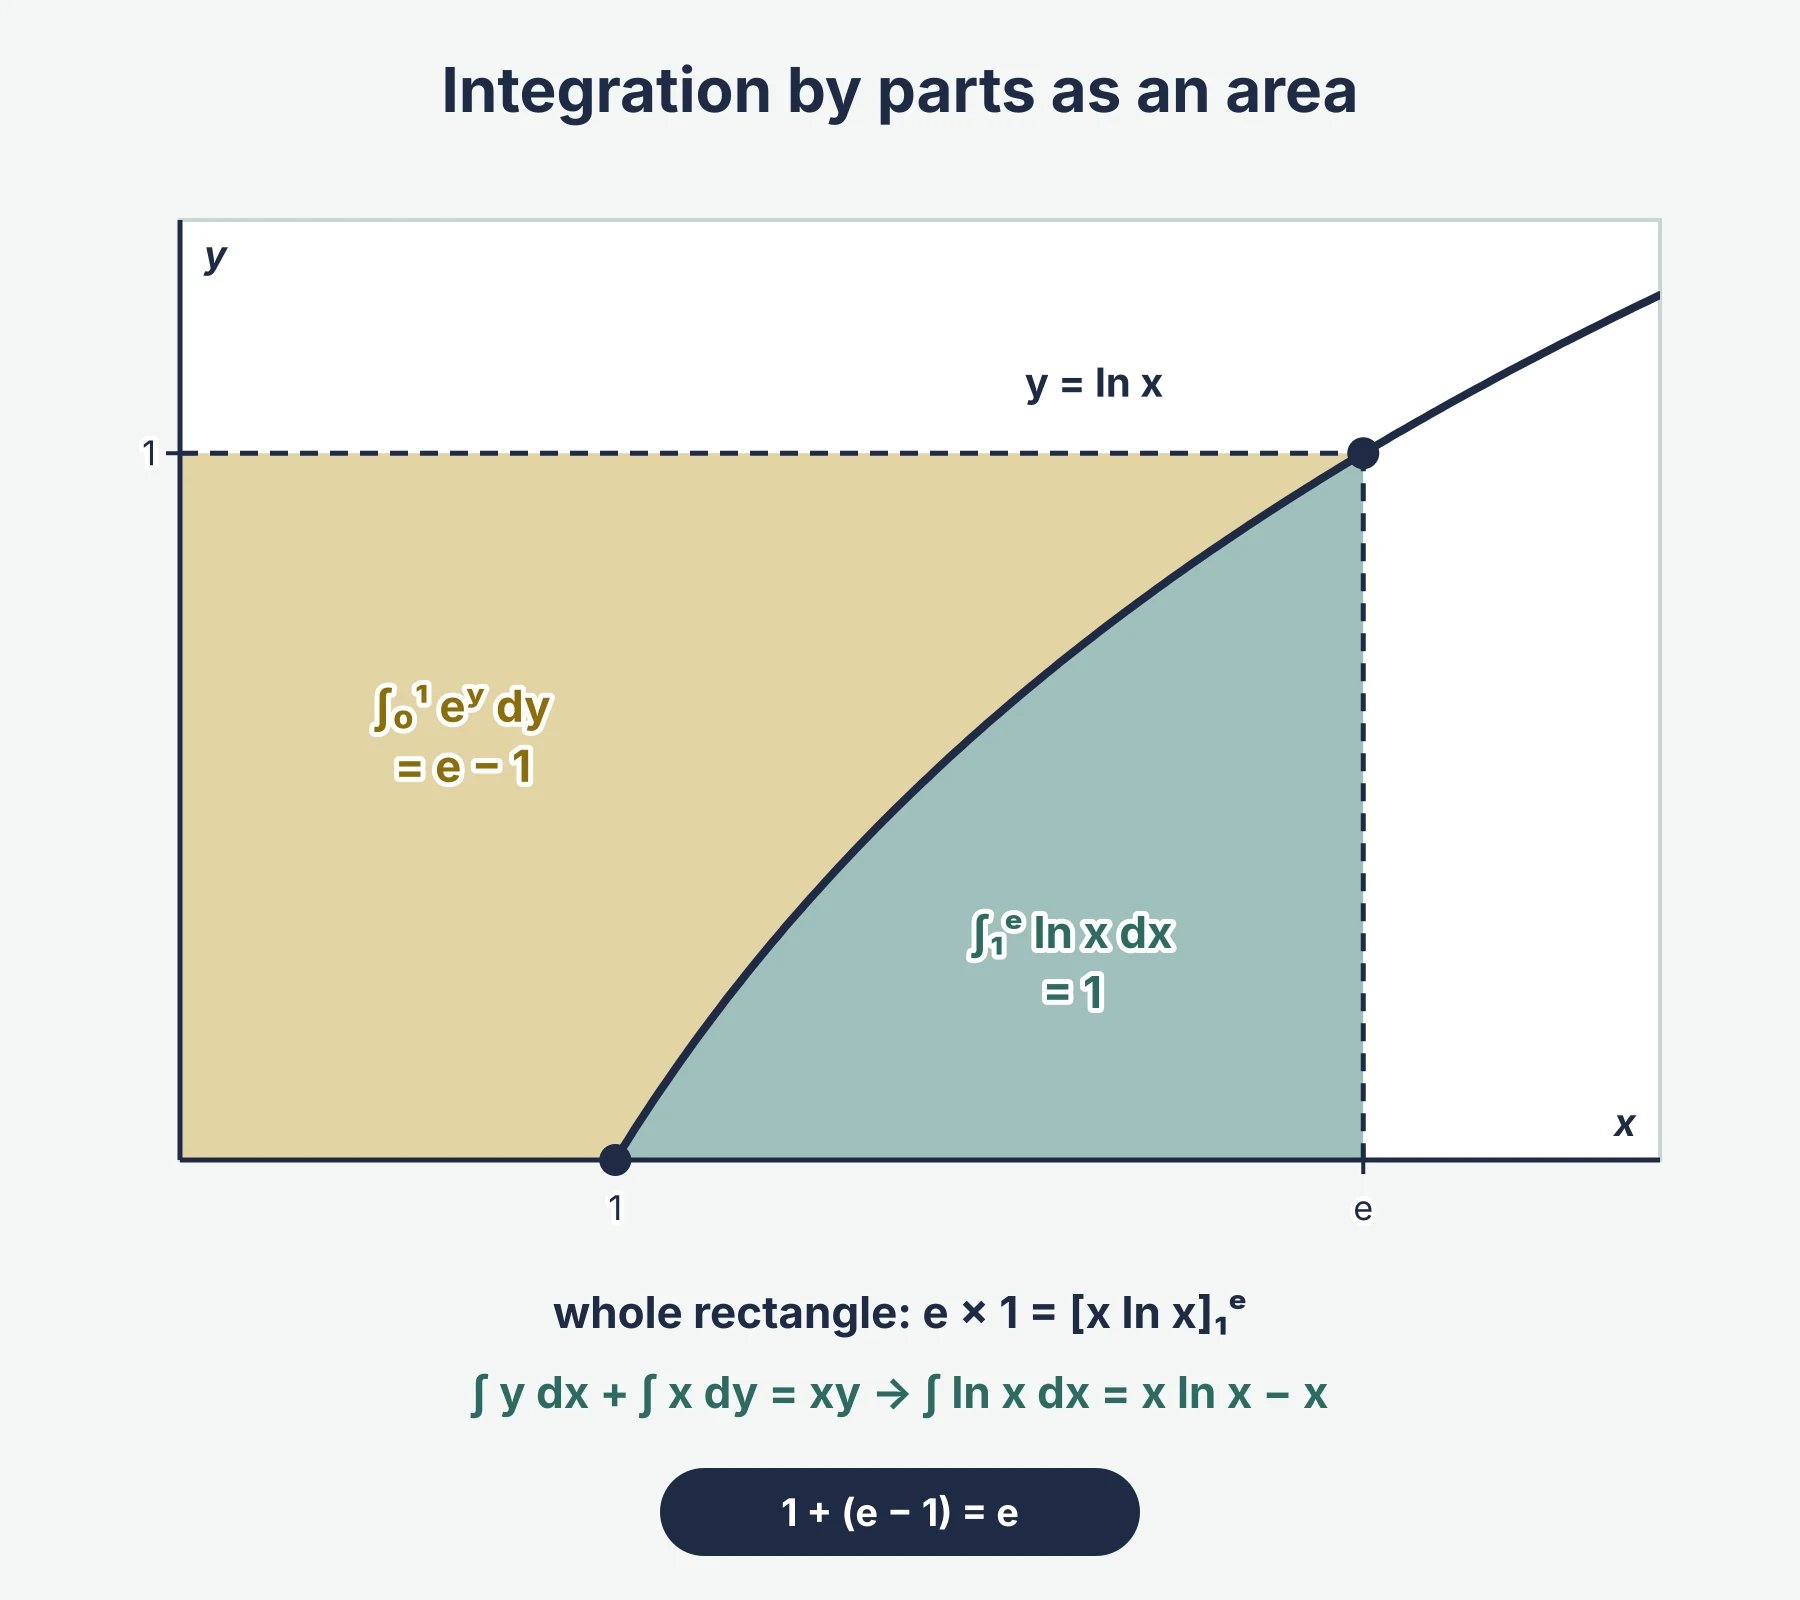 Integration by parts as an area
y
y = ln x
1
∫₀¹ eʸ dy
= e − 1
∫₁ᵉ ln x dx
= 1
x
1
e
whole rectangle: e × 1 = [x ln x]₁ᵉ
∫ y dx + ∫ x dy = xy → ∫ ln x dx = x ln x − x
1 + (e − 1) = e